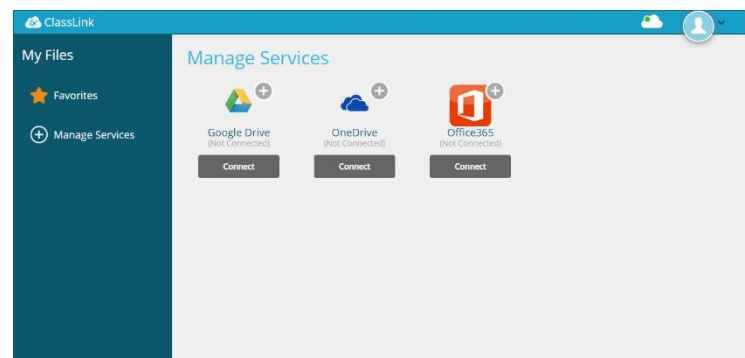 ClassLink
My Files
Favorites
Manage Services
Manage Services
Google Drive
(Not Connected)
Connect
OneDrive
(Not Connected)
Connect
Office365
(Not Connected)
Connect